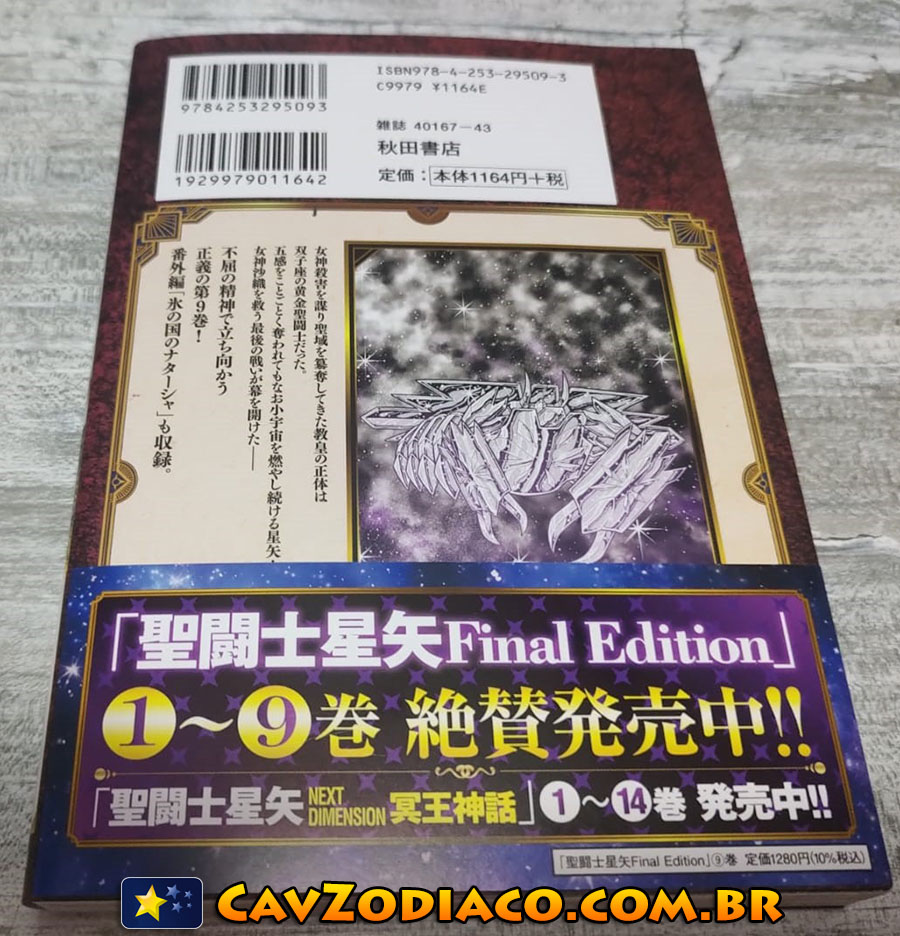 ISBN978-4-253-29509-3
C9979 ¥1164E
9784253295093
雑誌 40167-43
秋田書店
1929979011642
定価：本体1164円+税
女神殺害を謀り聖域を簒奪してきた教皇の正体は
双子座の黄金聖闘士だった。
五感をことごとく奪われてもなお小宇宙を燃やし続ける星矢
女神沙織を救う最後の戦いが幕を開けた——
不屈の精神で立ち向かう
正義の第9巻！
番外編「氷の国のナターシャ」も収録。
「聖闘士星矢Final Edition」
①～⑨巻 絶賛発売中!!
「聖闘士星矢 NEXT DIMENSION 冥王神話」①～⑭巻 発売中!!
「聖闘士星矢Final Edition」⑨巻 定価1280円(10%税込)
CavZodiaco.com.br